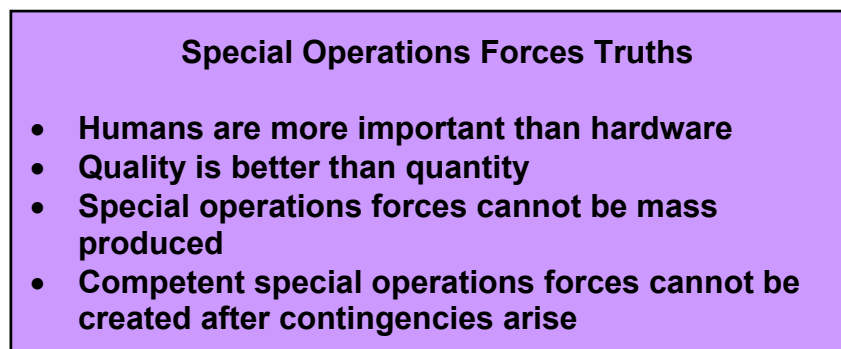 Special Operations Forces Truths
• Humans are more important than hardware
• Quality is better than quantity
• Special operations forces cannot be mass
produced
• Competent special operations forces cannot be
created after contingencies arise